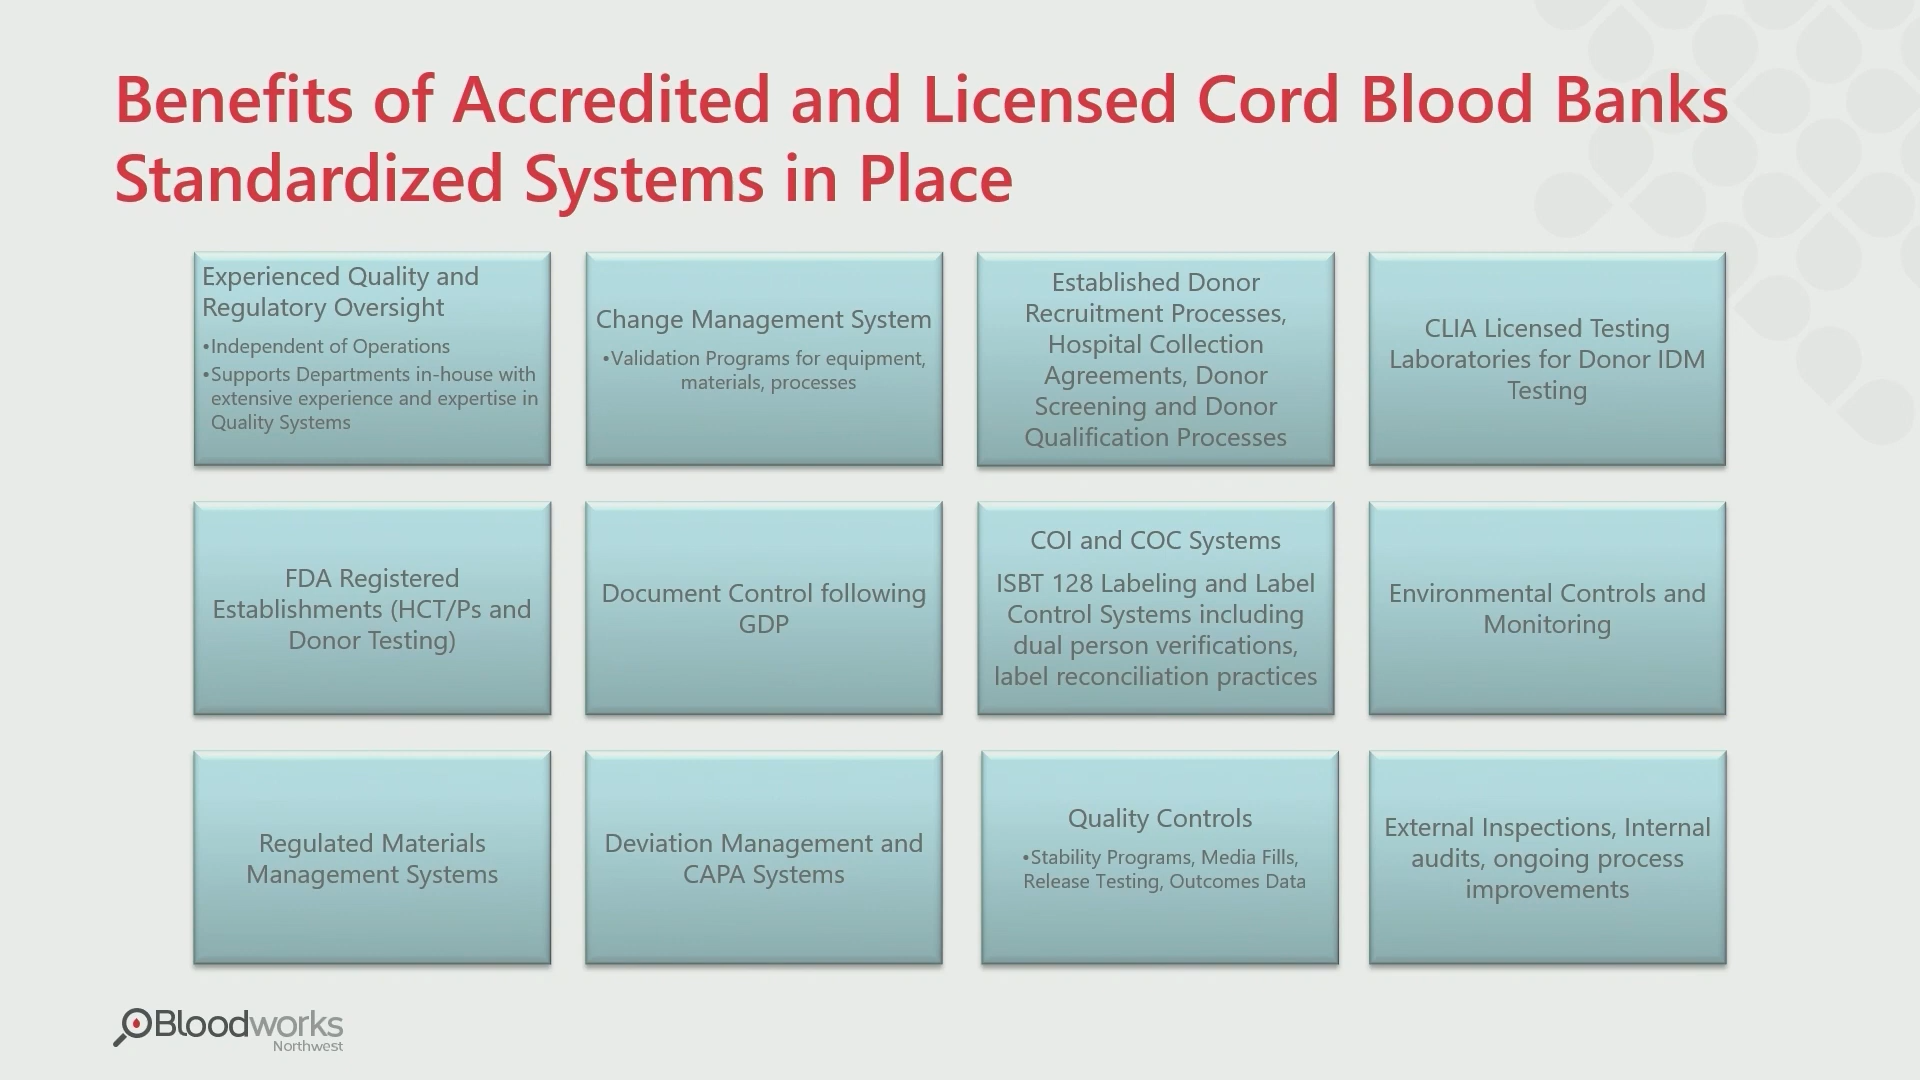 Benefits of Accredited and Licensed Cord Blood Banks
Standardized Systems in Place
Experienced Quality and
Regulatory Oversight
•Independent of Operations
•Supports Departments in-house with
extensive experience and expertise in
Quality Systems
Change Management System
•Validation Programs for equipment,
materials, processes
Established Donor
Recruitment Processes,
Hospital Collection
Agreements, Donor
Screening and Donor
Qualification Processes
CLIA Licensed Testing
Laboratories for Donor IDM
Testing
FDA Registered
Establishments (HCT/Ps and
Donor Testing)
Document Control following
GDP
COI and COC Systems
ISBT 128 Labeling and Label
Control Systems including
dual person verifications,
label reconciliation practices
Environmental Controls and
Monitoring
Regulated Materials
Management Systems
Deviation Management and
CAPA Systems
Quality Controls
•Stability Programs, Media Fills,
Release Testing, Outcomes Data
External Inspections, Internal
audits, ongoing process
improvements
Bloodworks
Northwest